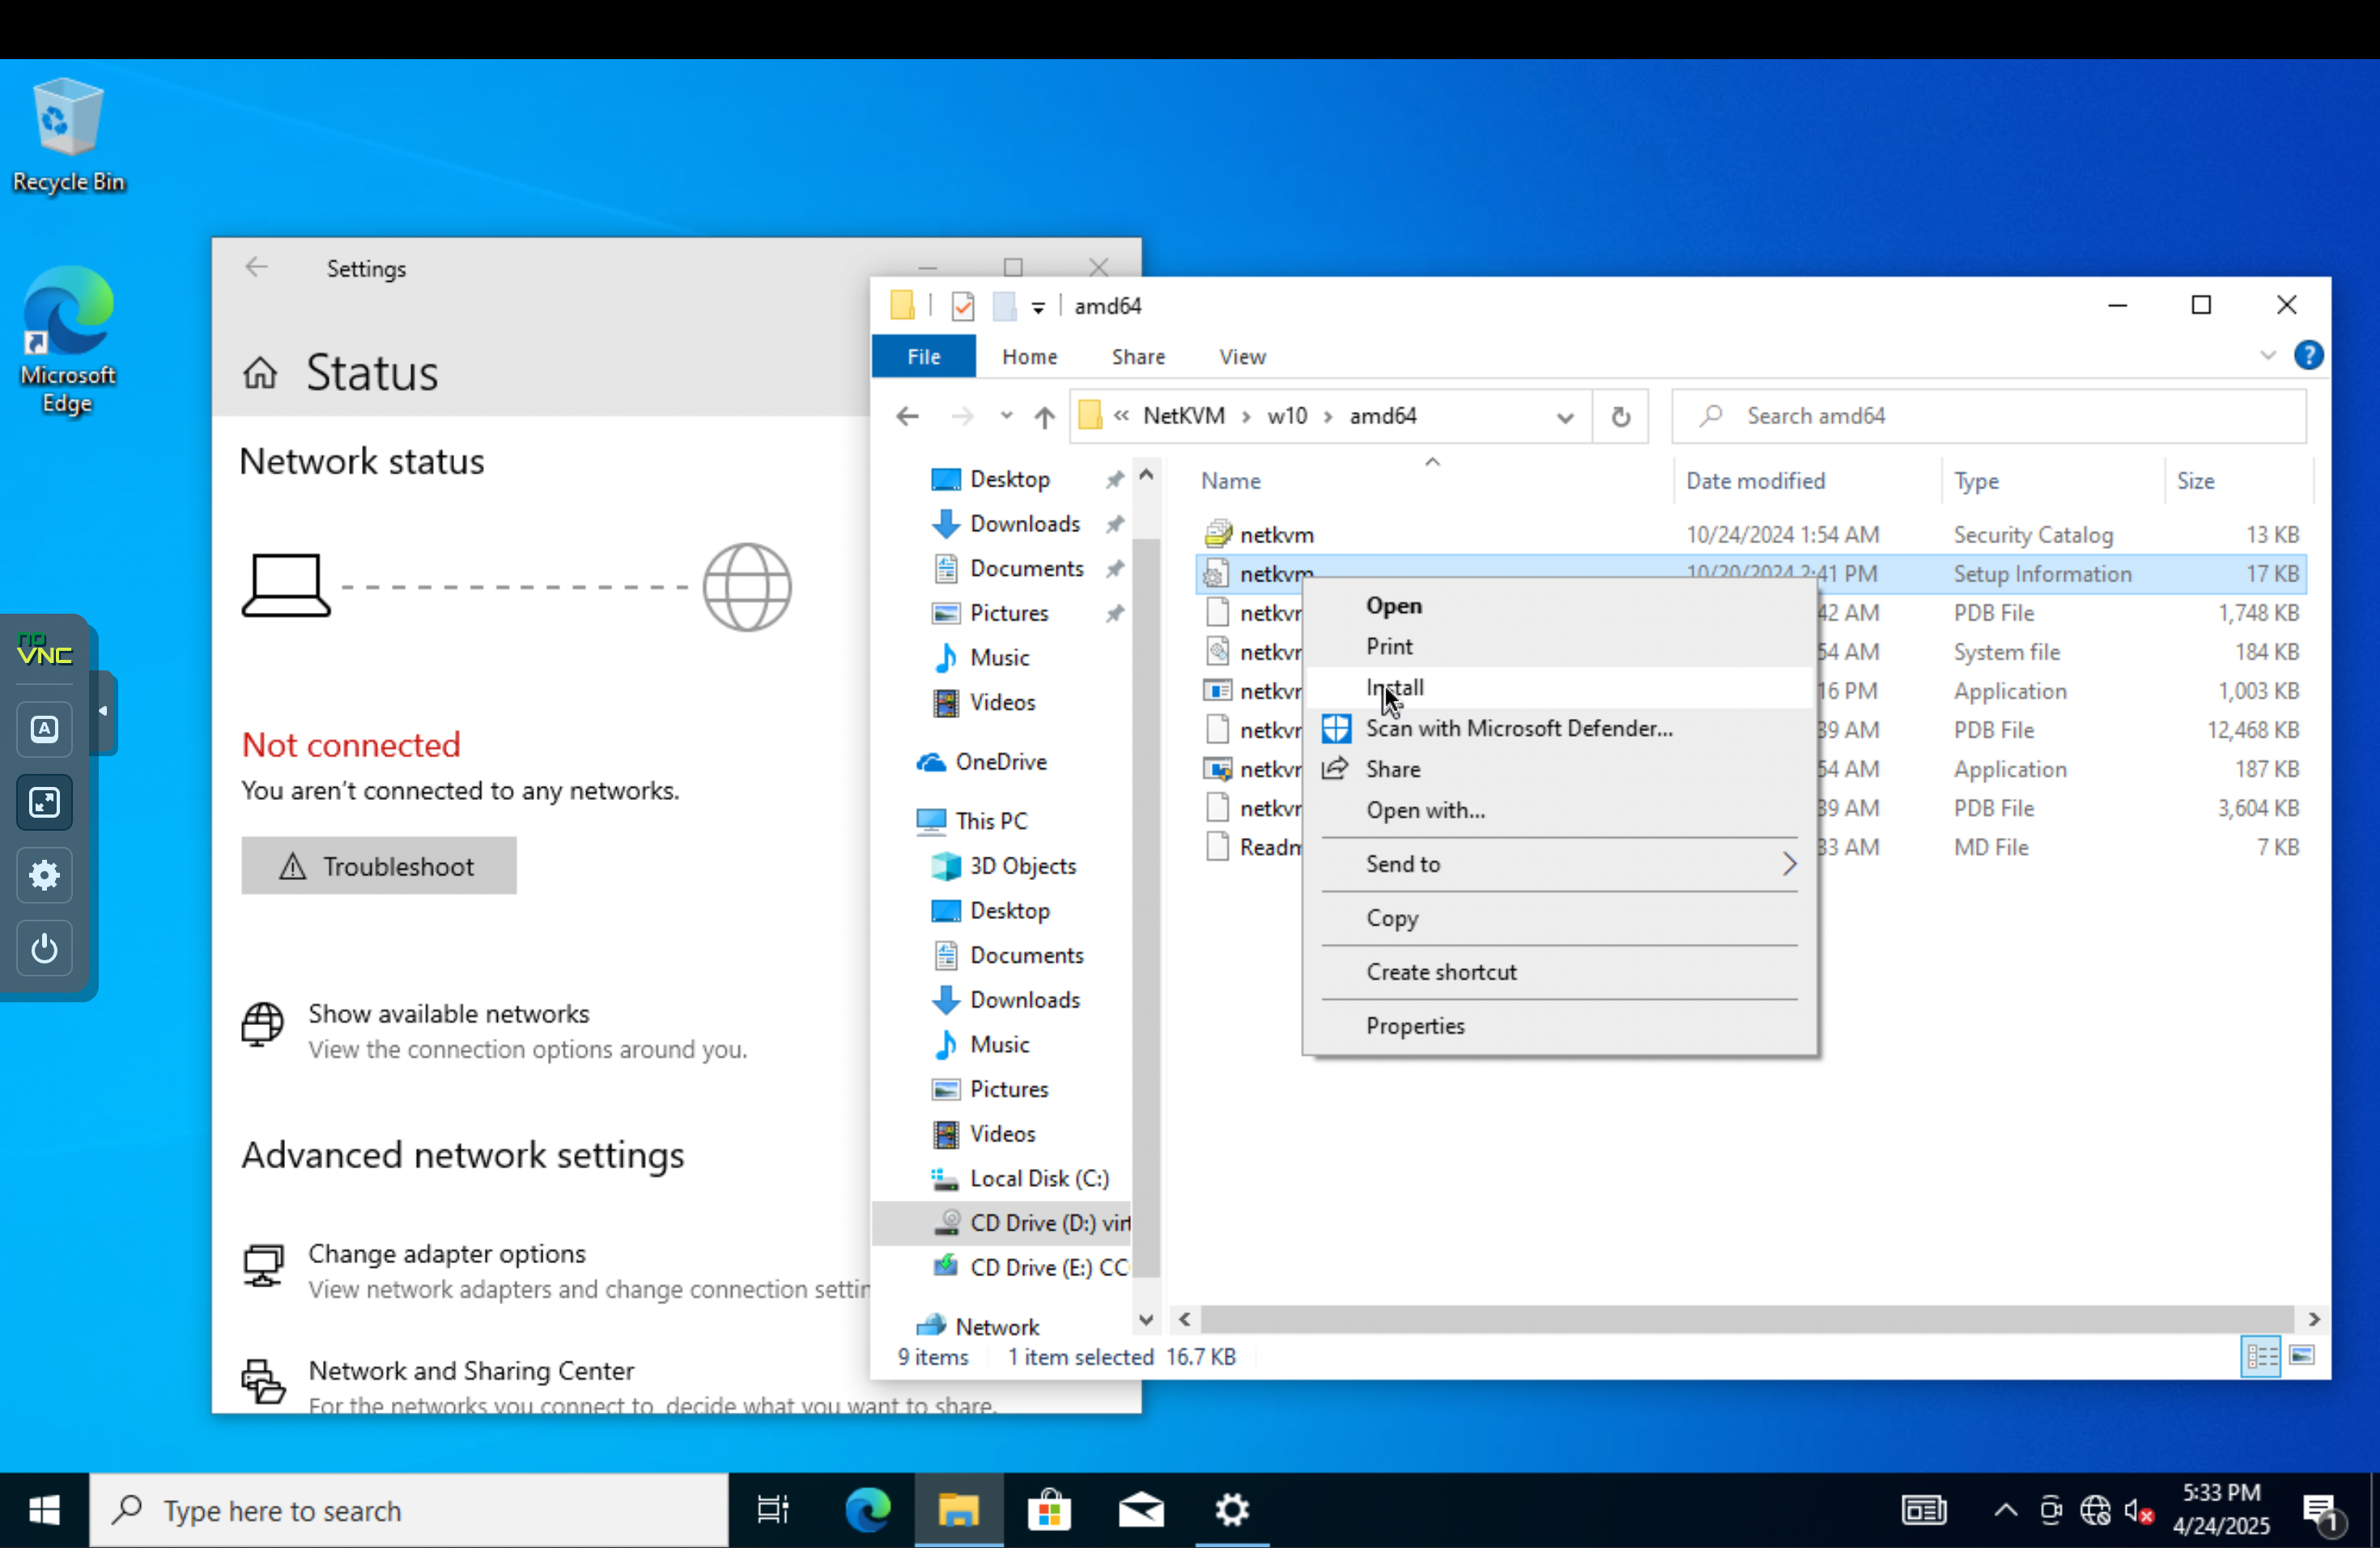 Recycle Bin
Microsoft
Edge
no
VNC
A
Settings
Status
Network status
Not connected
You aren't connected to any networks.
Troubleshoot
Show available networks
View the connection options around you.
Advanced network settings
Change adapter options
View network adapters and change connection settin
Network and Sharing Center
For the networks you connect to, decide what you want to share.
amd64
File Home Share View
?
« NetKVM > w10 > amd64
Search amd64
Desktop
Downloads
Documents
Pictures
Music
Videos
OneDrive
This PC
3D Objects
Desktop
Documents
Downloads
Music
Pictures
Videos
Local Disk (C:)
CD Drive (D:) virt
CD Drive (E:) CC
Network
Name Date modified Type Size
netkvm 10/24/2024 1:54 AM Security Catalog 13 KB
netkvm 10/20/2024 2:41 PM Setup Information 17 KB
netkvr 42 AM PDB File 1,748 KB
netkvr 54 AM System file 184 KB
netkvr 16 PM Application 1,003 KB
netkvr 39 AM PDB File 12,468 KB
netkvr 54 AM Application 187 KB
netkvr 39 AM PDB File 3,604 KB
Readm 33 AM MD File 7 KB
Open
Print
Install
Scan with Microsoft Defender...
Share
Open with...
Send to
Copy
Create shortcut
Properties
9 items 1 item selected 16.7 KB
Type here to search
5:33 PM
4/24/2025
1